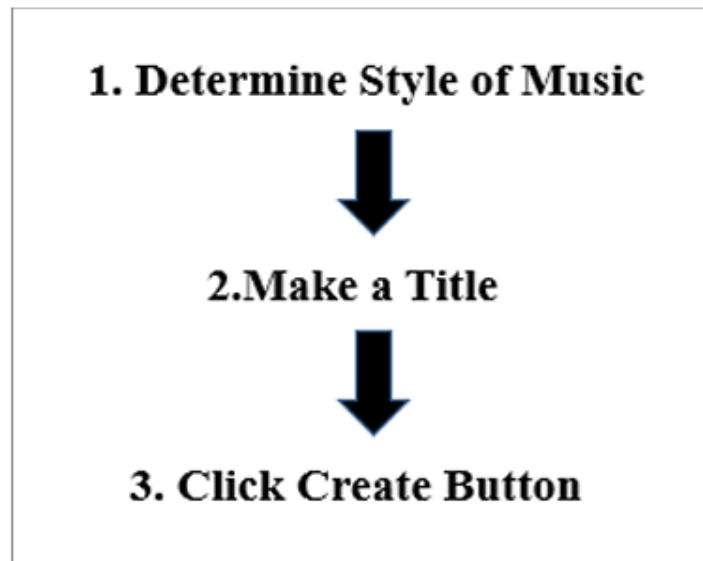 1. Determine Style of Music
2.Make a Title
3. Click Create Button